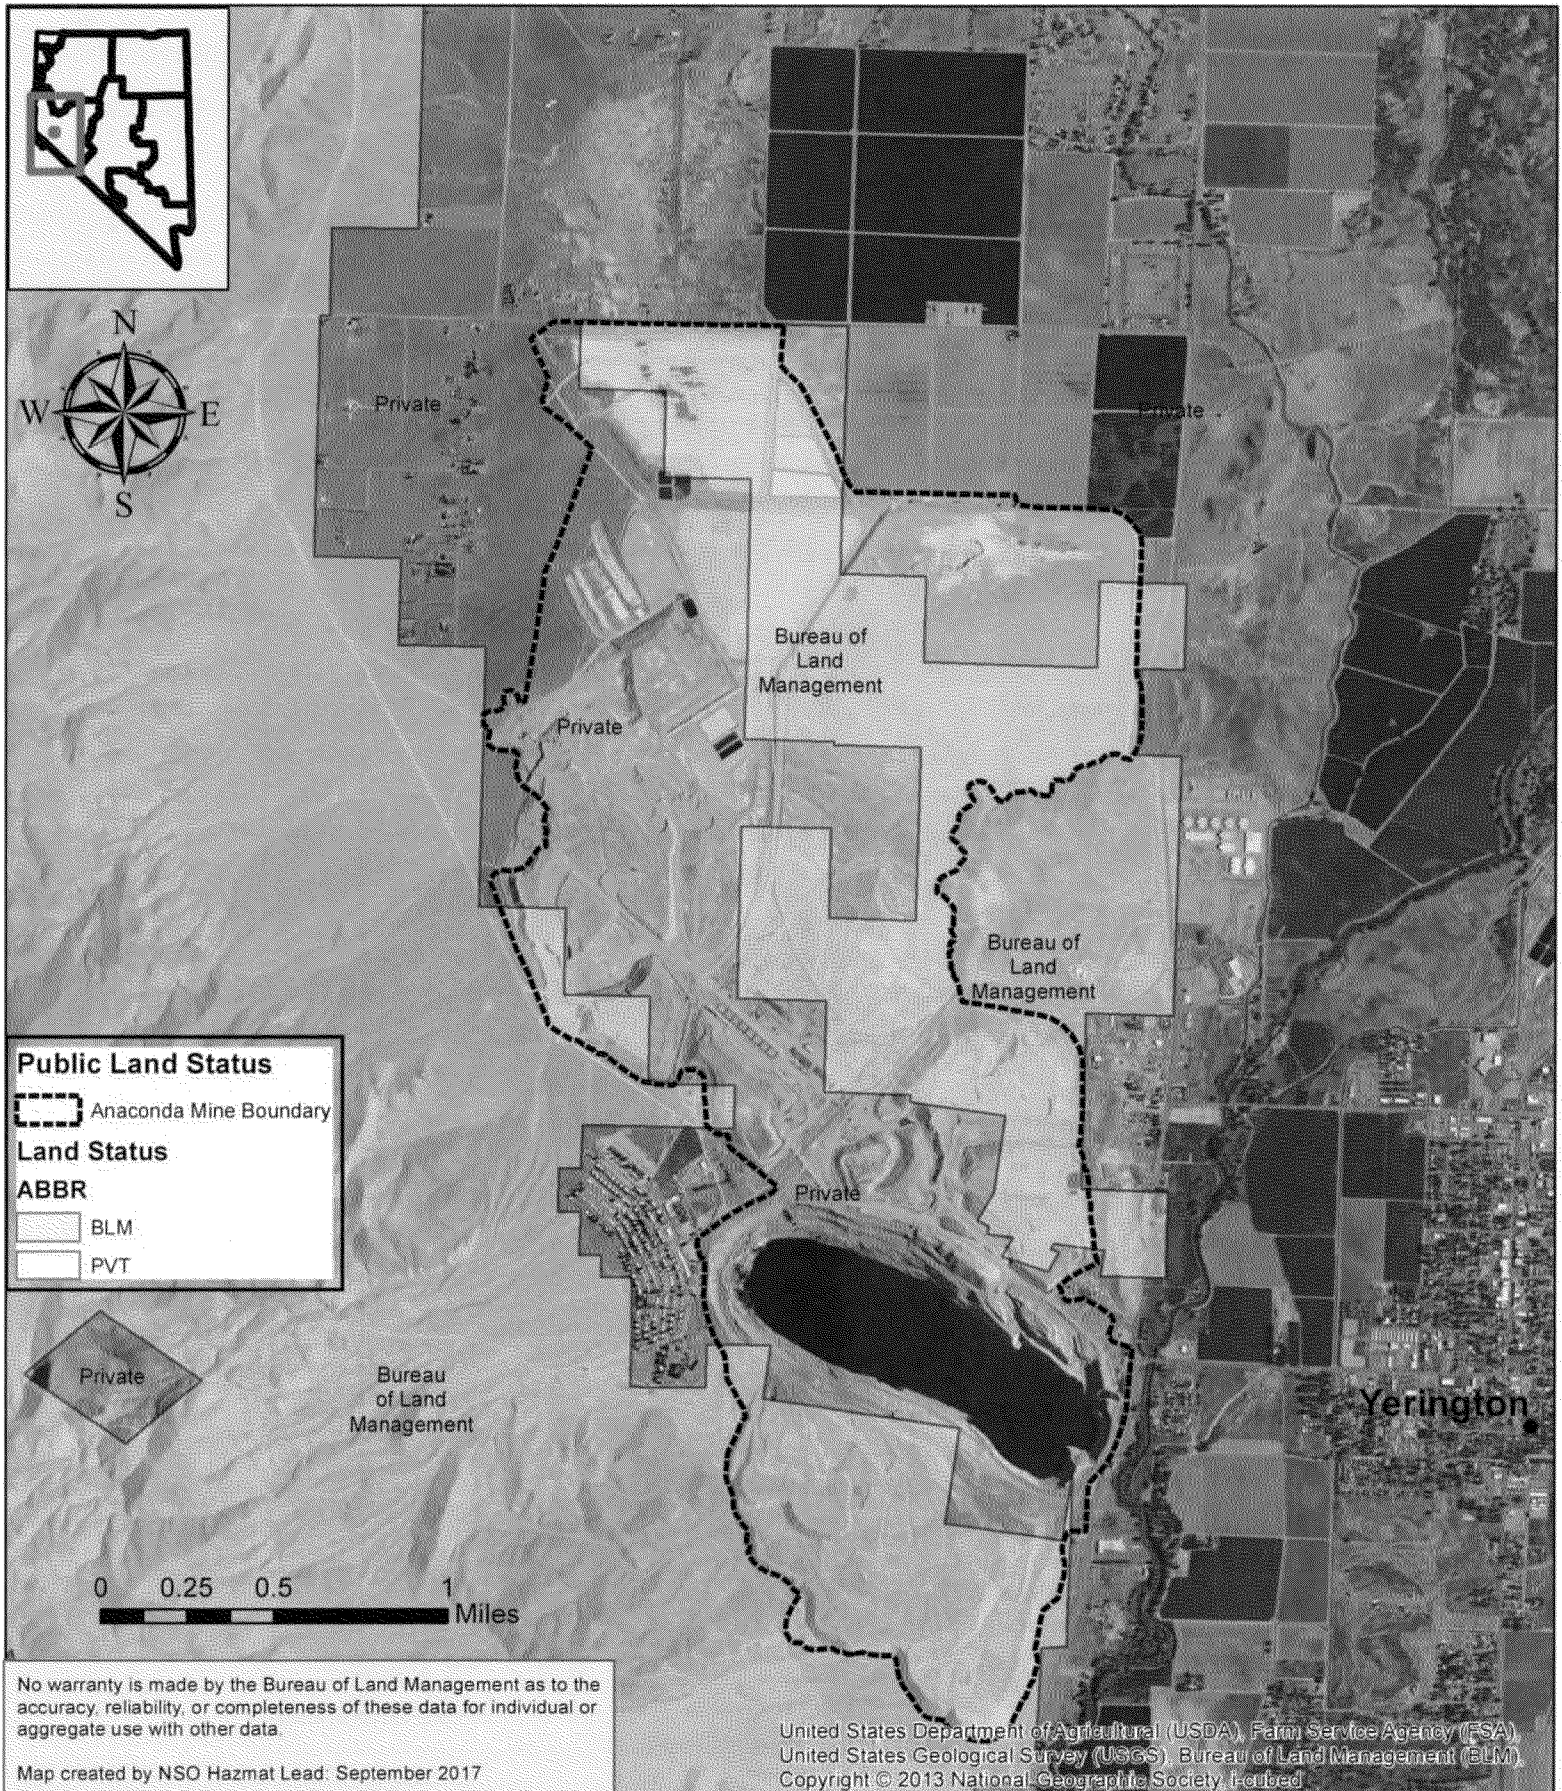 N
W
E
S
Private
Private
Bureau of
Land
Management
Private
Bureau of
Land
Management
Public Land Status
Anaconda Mine Boundary
Land Status
ABBR
BLM
PVT
Private
Private
Bureau
of Land
Management
Yerington
0 0.25 0.5 1
Miles
No warranty is made by the Bureau of Land Management as to the
accuracy, reliability, or completeness of these data for individual or
aggregate use with other data.
Map created by NSO Hazmat Lead: September 2017
United States Department of Agricultural (USDA), Farm Service Agency (FSA),
United States Geological Survey (USGS), Bureau of Land Management (BLM),
Copyright © 2013 National Geographic Society, i-cubed